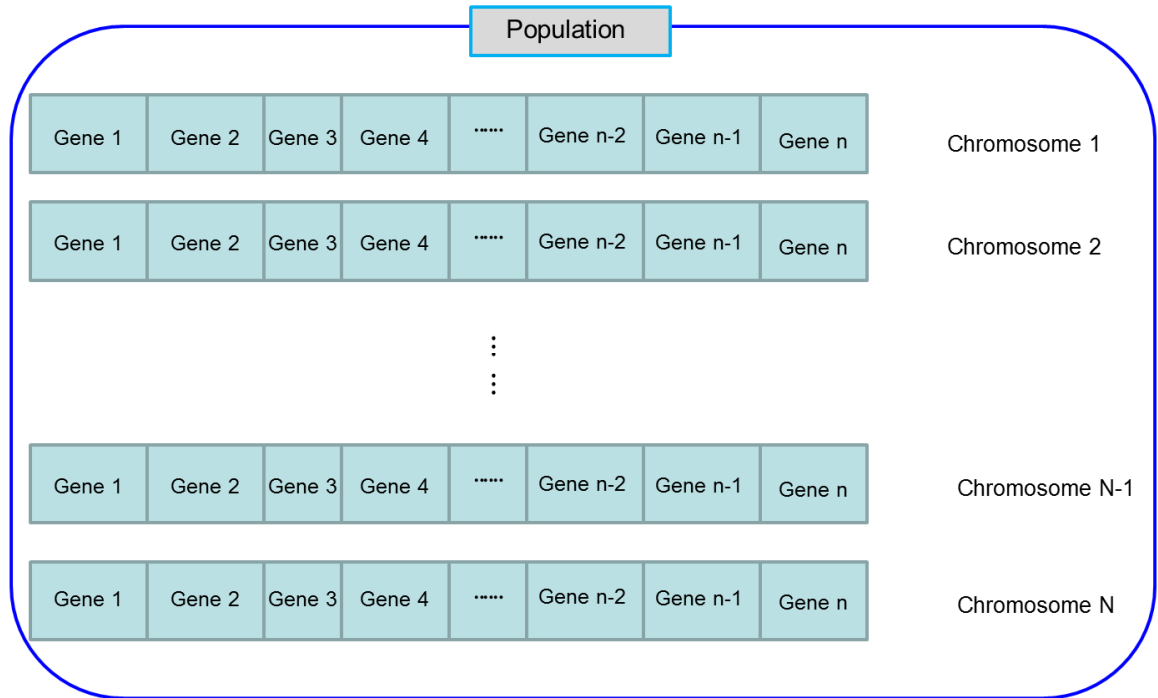 Population
Gene 1 Gene 2 Gene 3 Gene 4 ...... Gene n-2 Gene n-1 Gene n Chromosome 1
Gene 1 Gene 2 Gene 3 Gene 4 ...... Gene n-2 Gene n-1 Gene n Chromosome 2
⋮
⋮
Gene 1 Gene 2 Gene 3 Gene 4 ...... Gene n-2 Gene n-1 Gene n Chromosome N-1
Gene 1 Gene 2 Gene 3 Gene 4 ...... Gene n-2 Gene n-1 Gene n Chromosome N